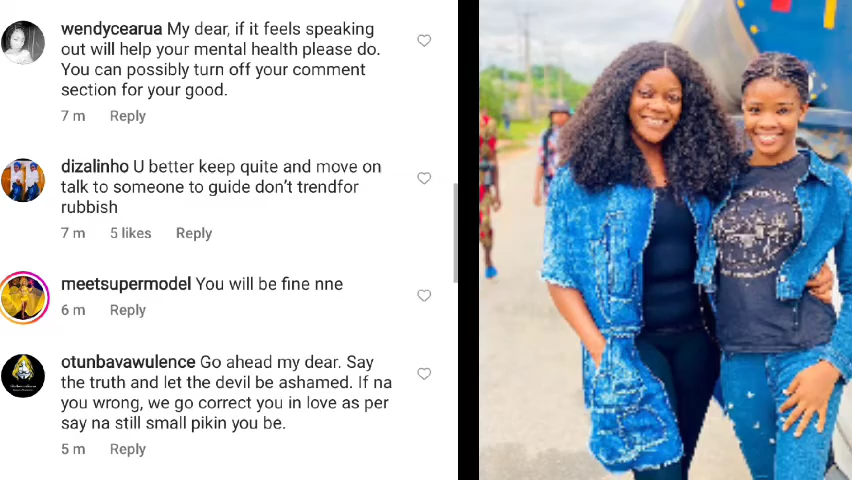 wendycearua My dear, if it feels speaking
out will help your mental health please do.
You can possibly turn off your comment
section for your good.
7 m Reply
dizalinho U better keep quite and move on
talk to someone to guide don't trendfor
rubbish
7 m 5 likes Reply
meetsupermodel You will be fine nne
6 m Reply
otunbavawulence Go ahead my dear. Say
the truth and let the devil be ashamed. If na
you wrong, we go correct you in love as per
say na still small pikin you be.
5 m Reply